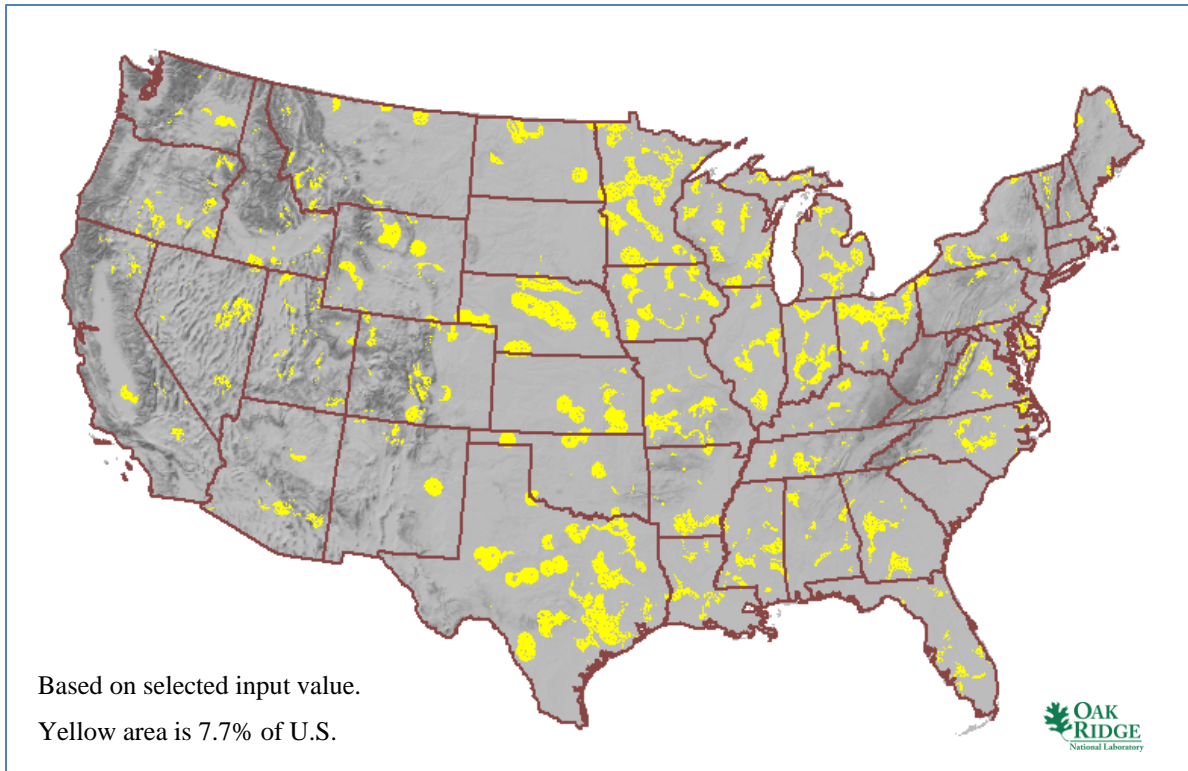 Based on selected input value.
Yellow area is 7.7% of U.S.
OAK
RIDGE
National Laboratory